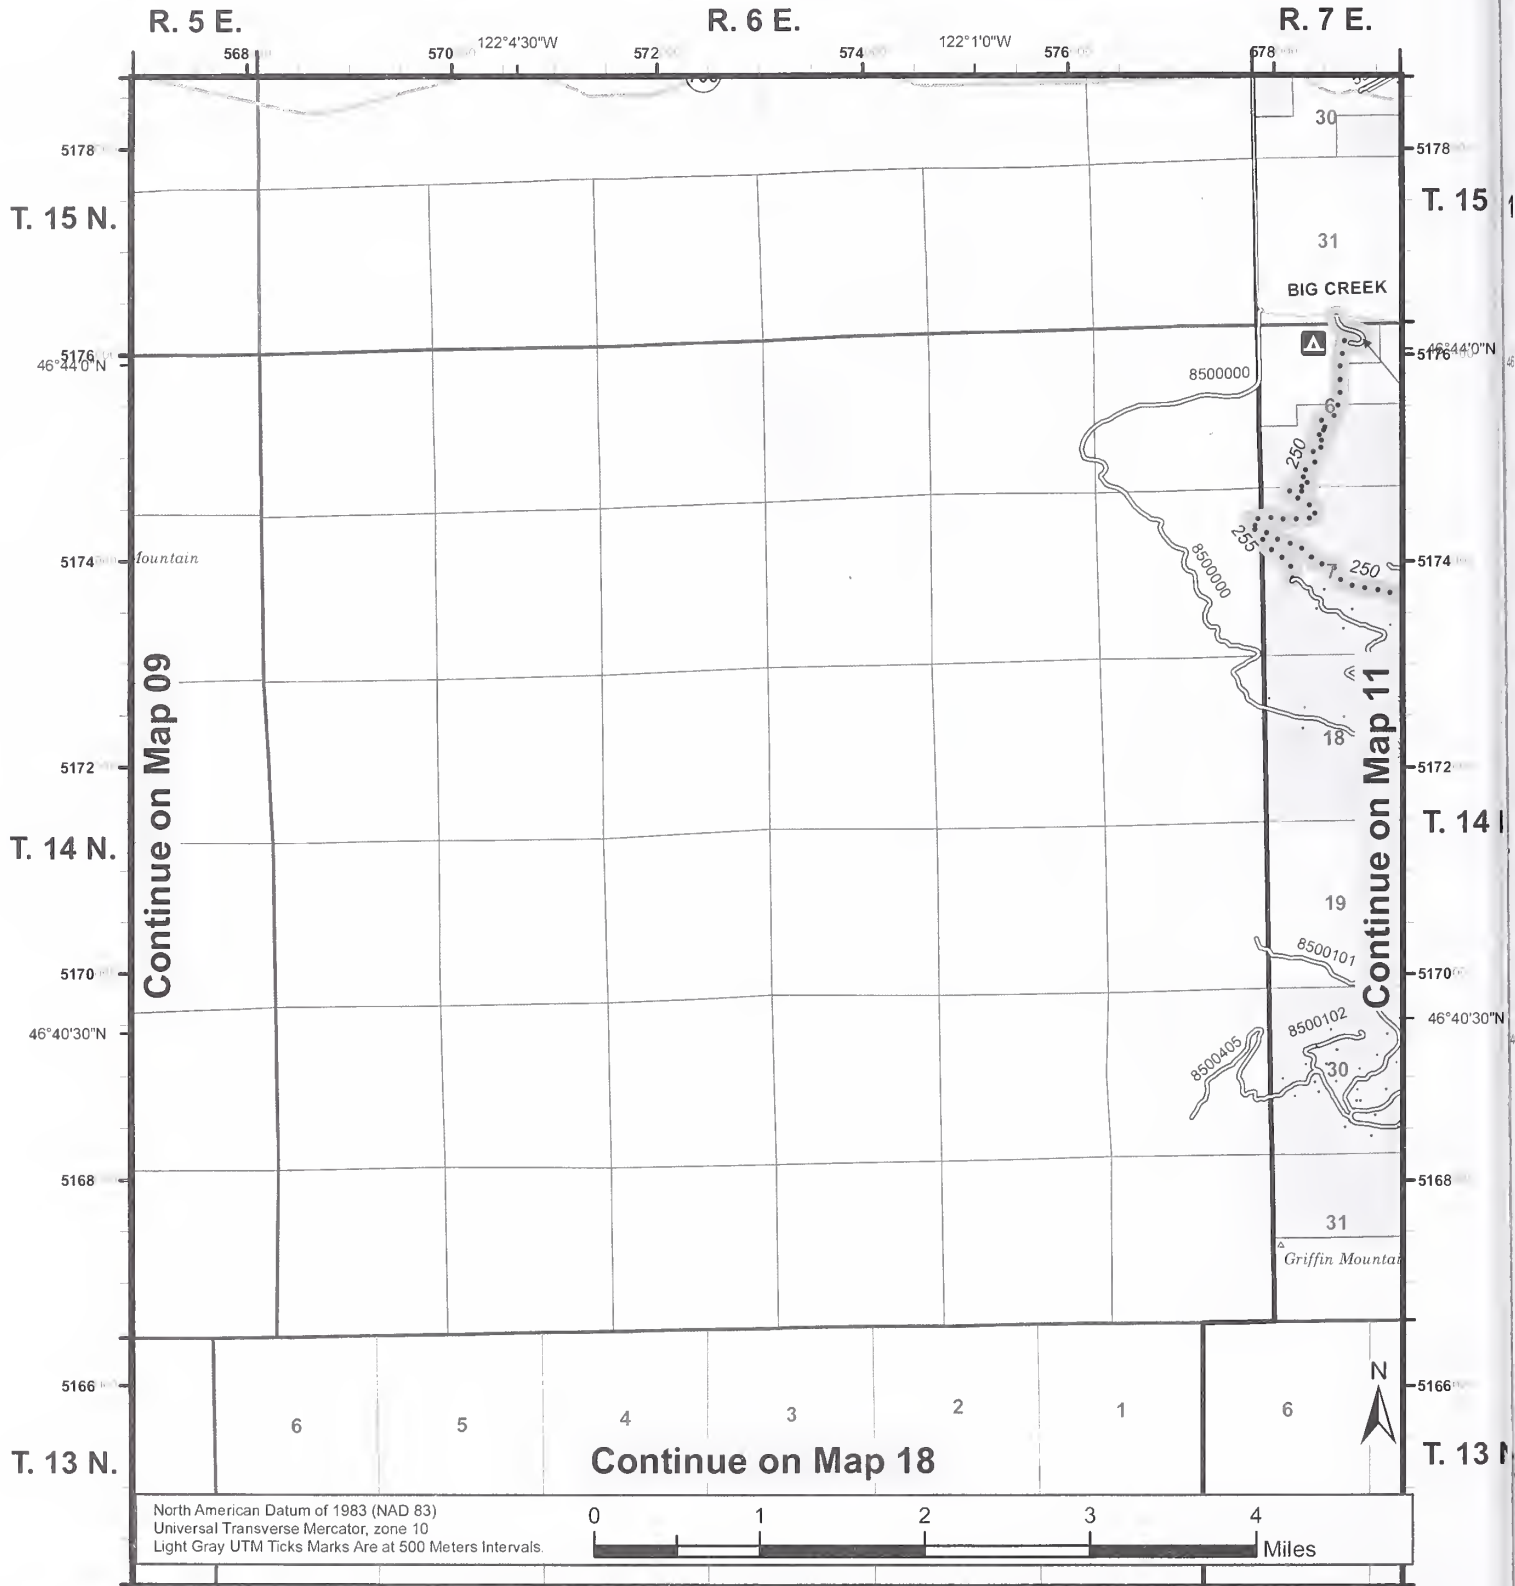 R. 5 E. R. 6 E. R. 7 E.
122°4'30"W 122°1'0"W
568 570 572 574 576 578
30
5178 5178
T. 15 N. T. 15
31
BIG CREEK
5176 5176
46°44'0"N 46°44'0"N
8500000
6
250
255
8500000
5174 Mountain 7 250 5174
Continue on Map 09
Continue on Map 11
18
5172 5172
T. 14 N. T. 14
19
8500101
5170 5170
46°40'30"N 46°40'30"N
8500102
8500405
30
5168 5168
31
Griffin Mountai
N
5166 5166
6 5 4 3 2 1 6
T. 13 N. Continue on Map 18 T. 13
North American Datum of 1983 (NAD 83)
Universal Transverse Mercator, zone 10
Light Gray UTM Ticks Marks Are at 500 Meters Intervals.
0 1 2 3 4
Miles